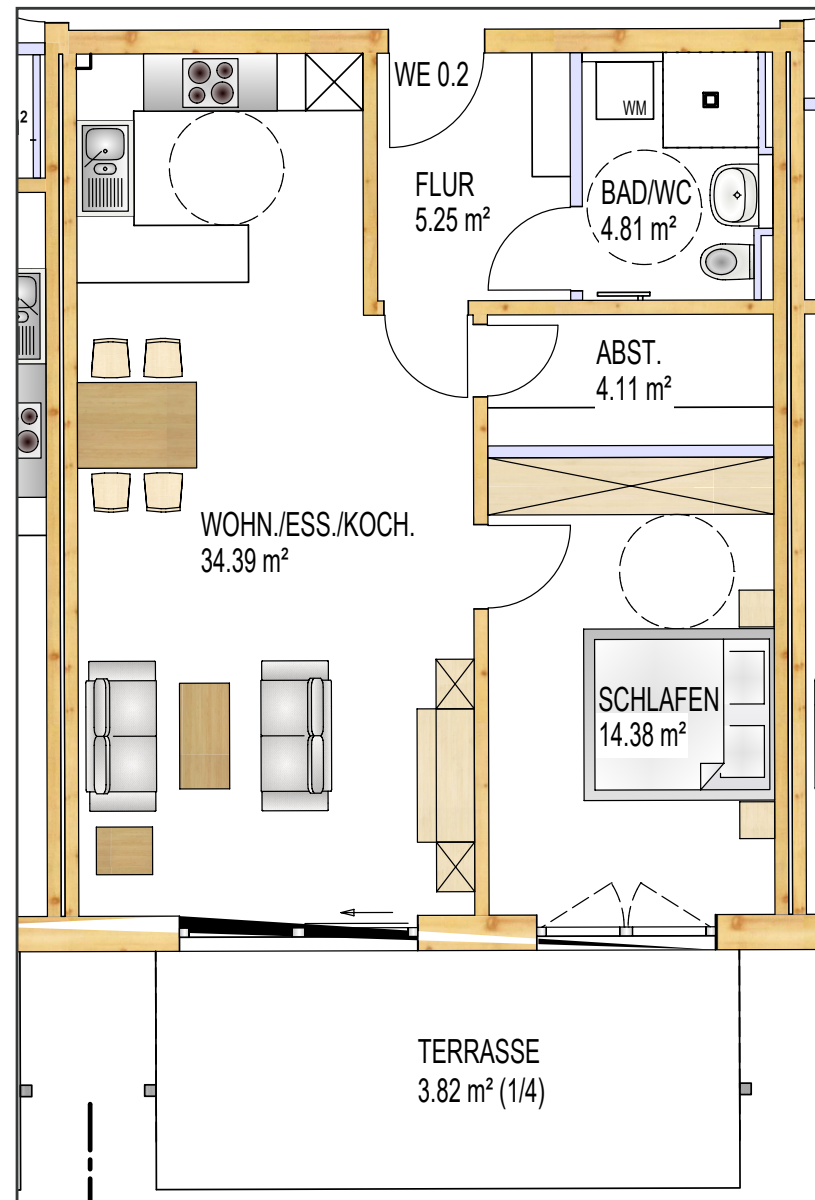 WE 0.2
WM
2
FLUR
5.25 m²
BAD/WC
4.81 m²
ABST.
4.11 m²
WOHN./ESS./KOCH.
34.39 m²
SCHLAFEN
14.38 m²
TERRASSE
3.82 m² (1/4)